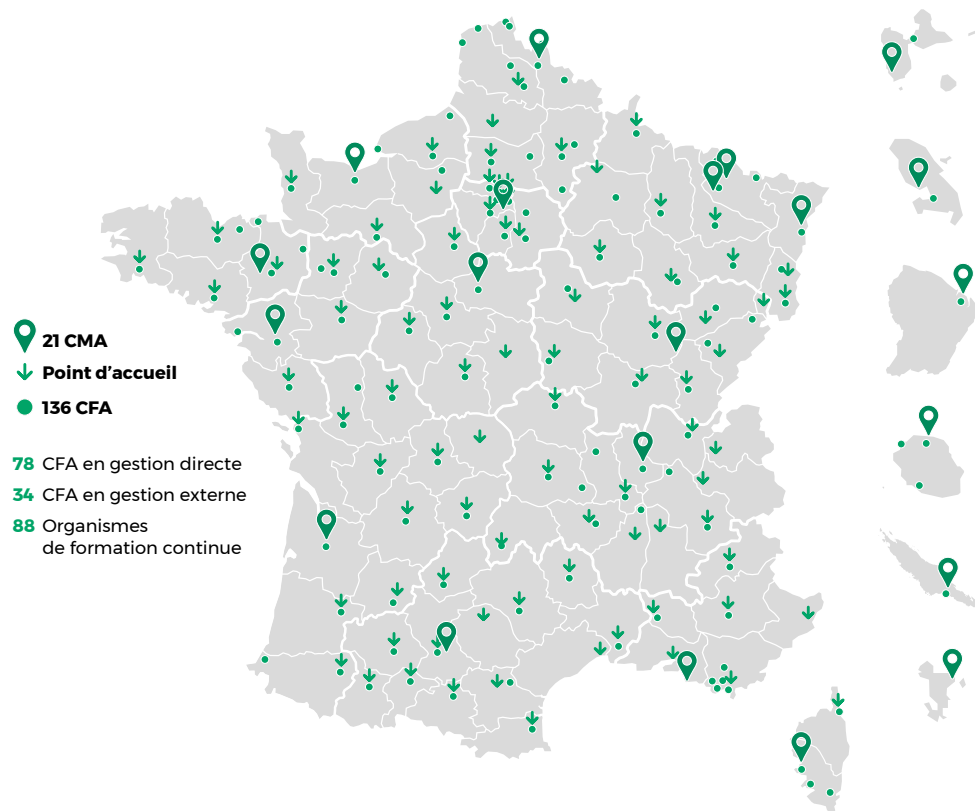 21 CMA
Point d'accueil
136 CFA
78 CFA en gestion directe
34 CFA en gestion externe
88 Organismes
de formation continue